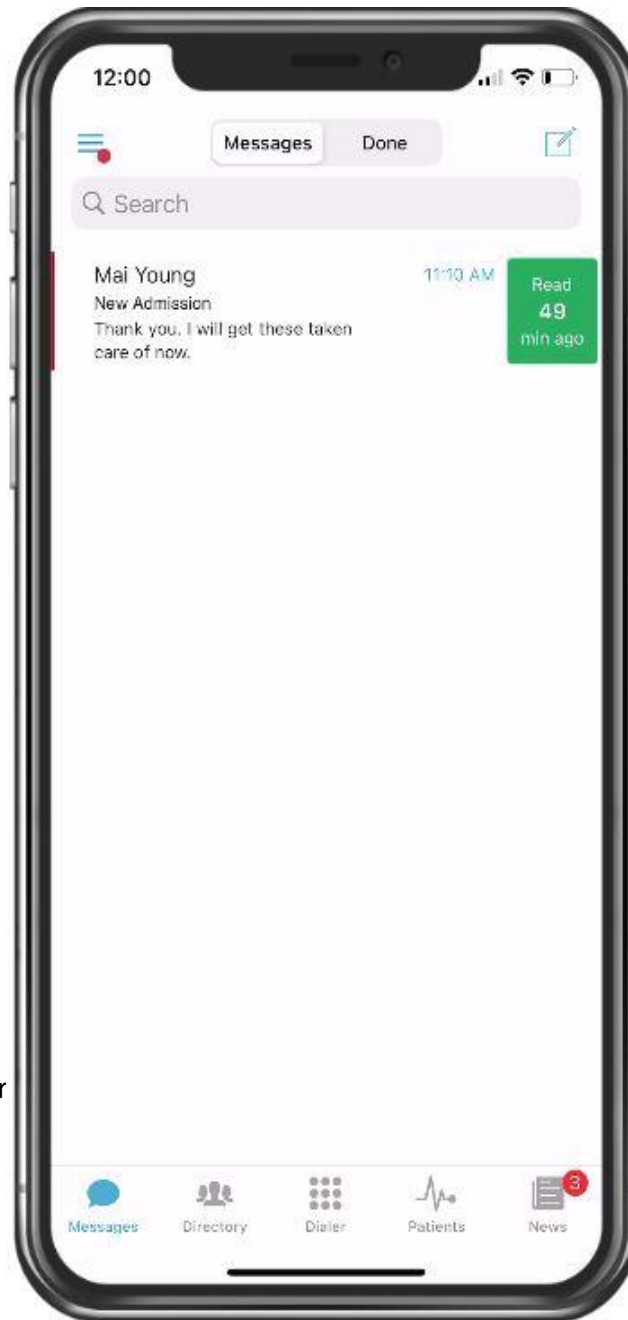 12:00
Messages Done
Search
Mai Young 11:10 AM
New Admission
Thank you. I will get these taken
care of now.
Read
49
min ago
r
Messages Directory Dialer Patients News
3